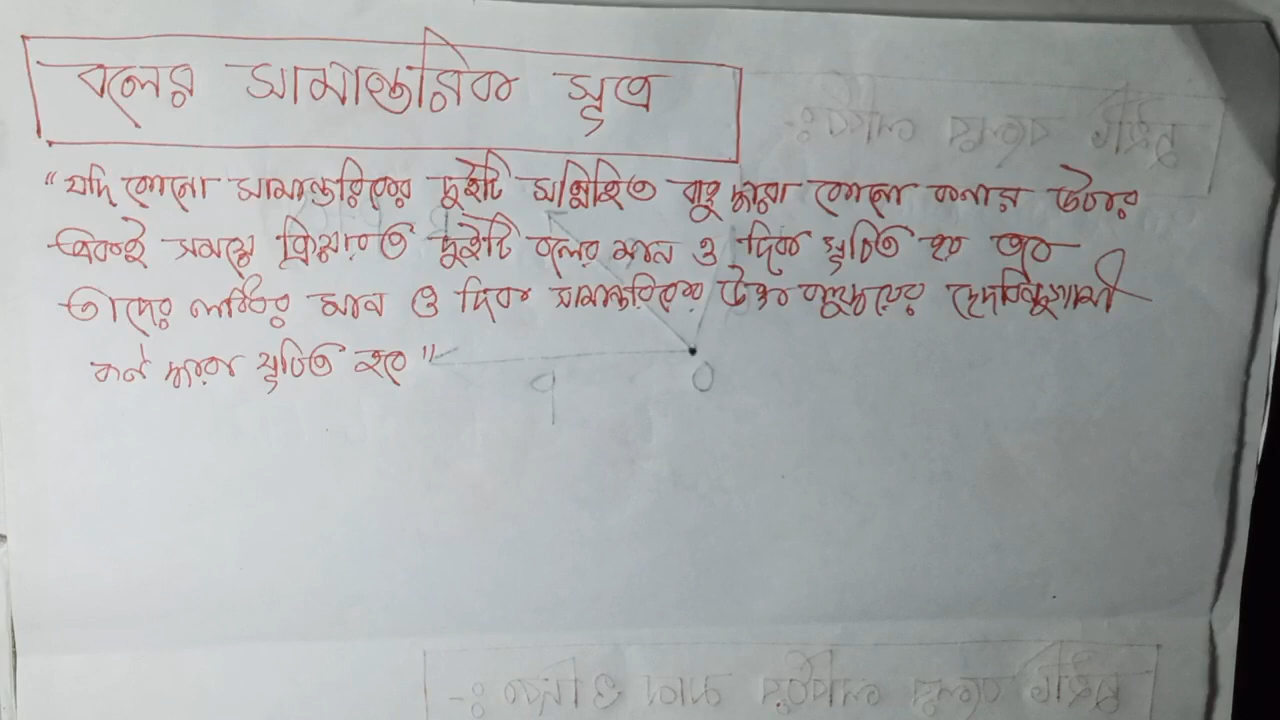 বলের সামান্তরিক সূত্র
“যদি কোনো সামান্তরিকের দুইটি সন্নিহিত বাহু দ্বারা কোনো কনার উপর
একই সময়ে ক্রিয়ারত দুইটি বলের মান ও দিক সূচিত হয় তবে
তাদের লব্ধির মান ও দিক সামান্তরিকের উক্ত বাহুদ্বয়ের ছেদবিন্দুগামী
কর্ন দ্বারা সূচিত হবে”